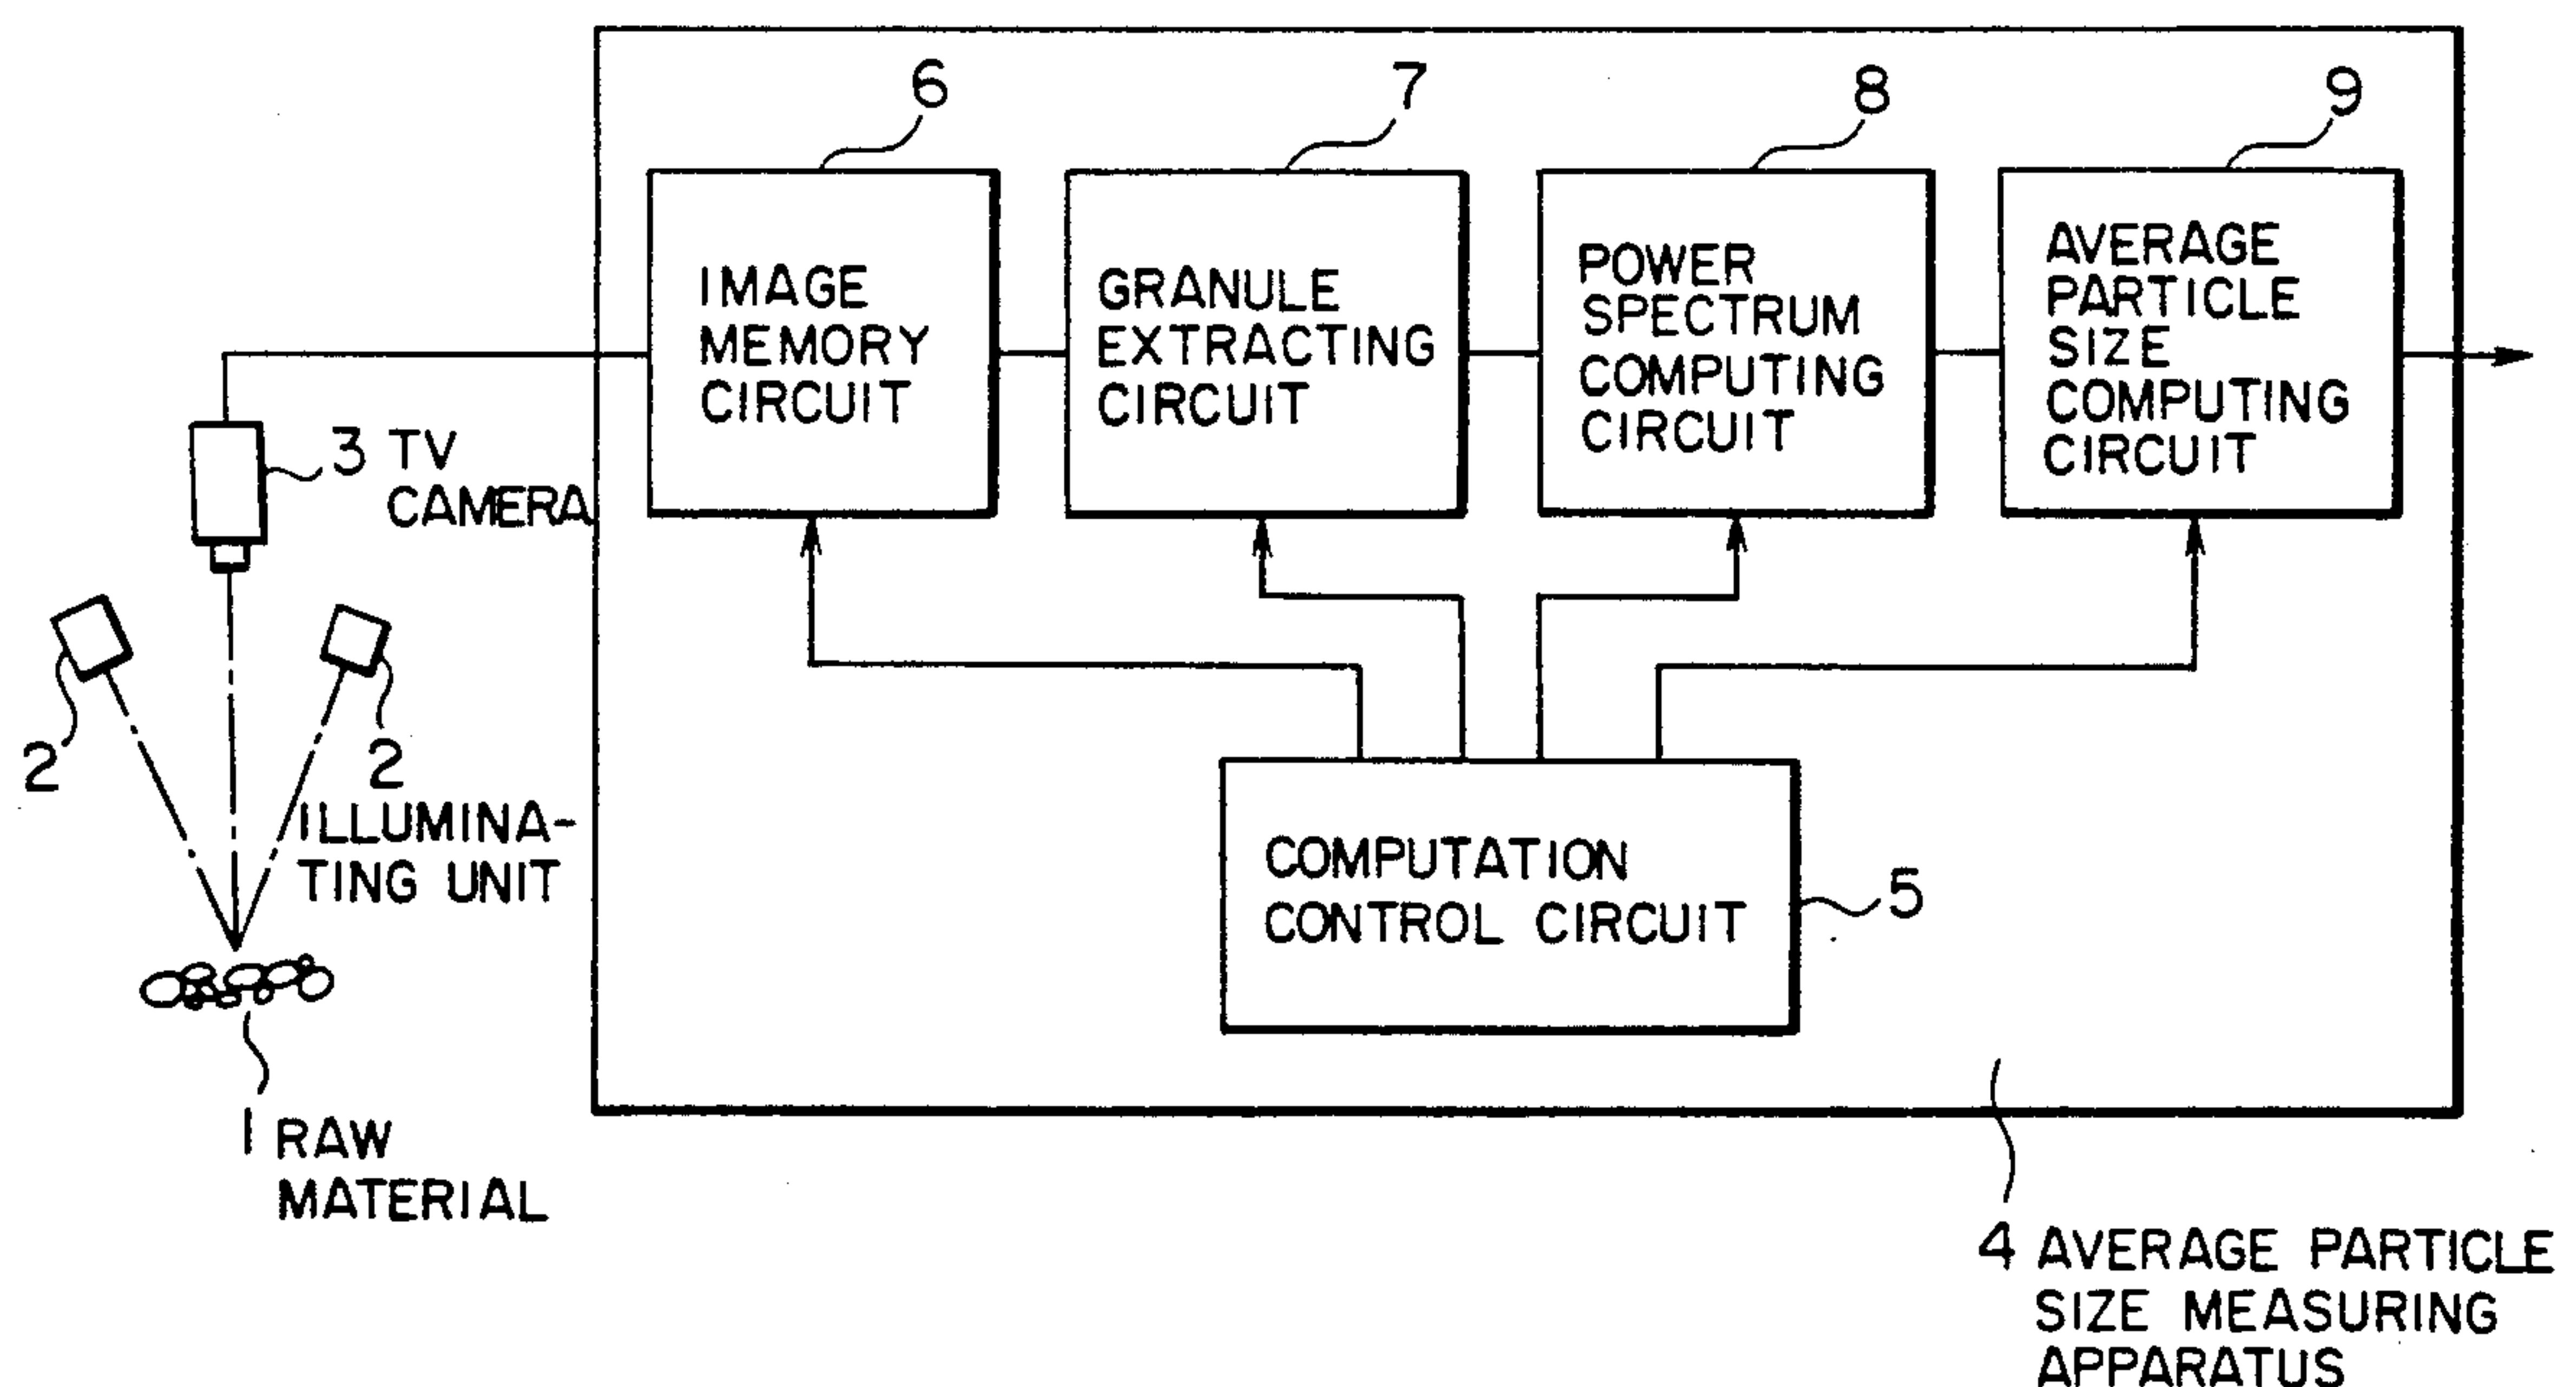 6
7
8
9
IMAGE
MEMORY
CIRCUIT
GRANULE
EXTRACTING
CIRCUIT
POWER
SPECTRUM
COMPUTING
CIRCUIT
AVERAGE
PARTICLE
SIZE
COMPUTING
CIRCUIT
3 TV
CAMERA
2
2
ILLUMINA-
TING UNIT
COMPUTATION
CONTROL CIRCUIT
5
1 RAW
MATERIAL
4 AVERAGE PARTICLE
SIZE MEASURING
APPARATUS